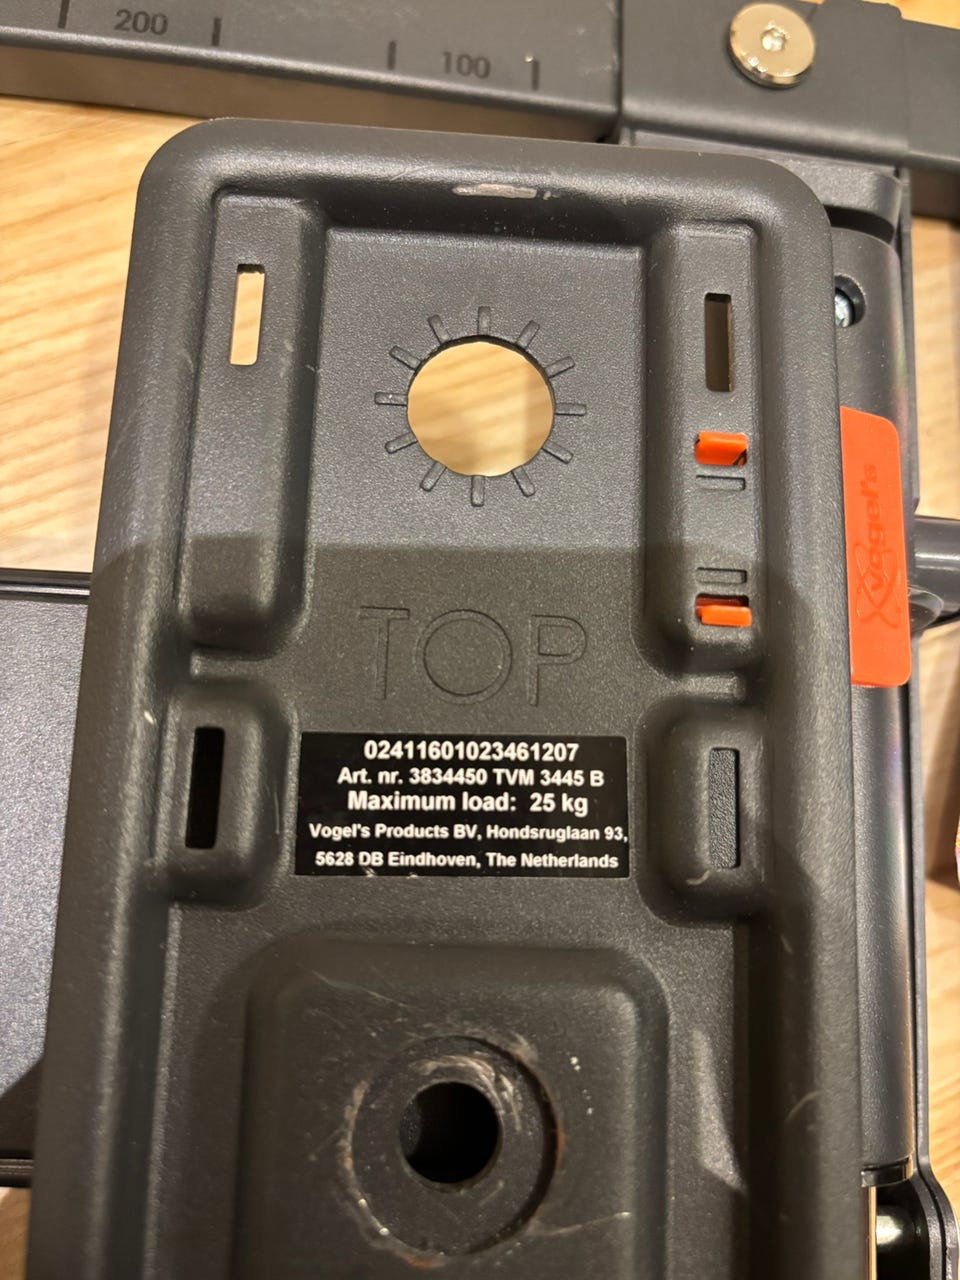 200
100
Vogel's
TOP
02411601023461207
Art. nr. 3834450 TVM 3445 B
Maximum load: 25 kg
Vogel's Products BV, Hondsruglaan 93,
5628 DB Eindhoven, The Netherlands